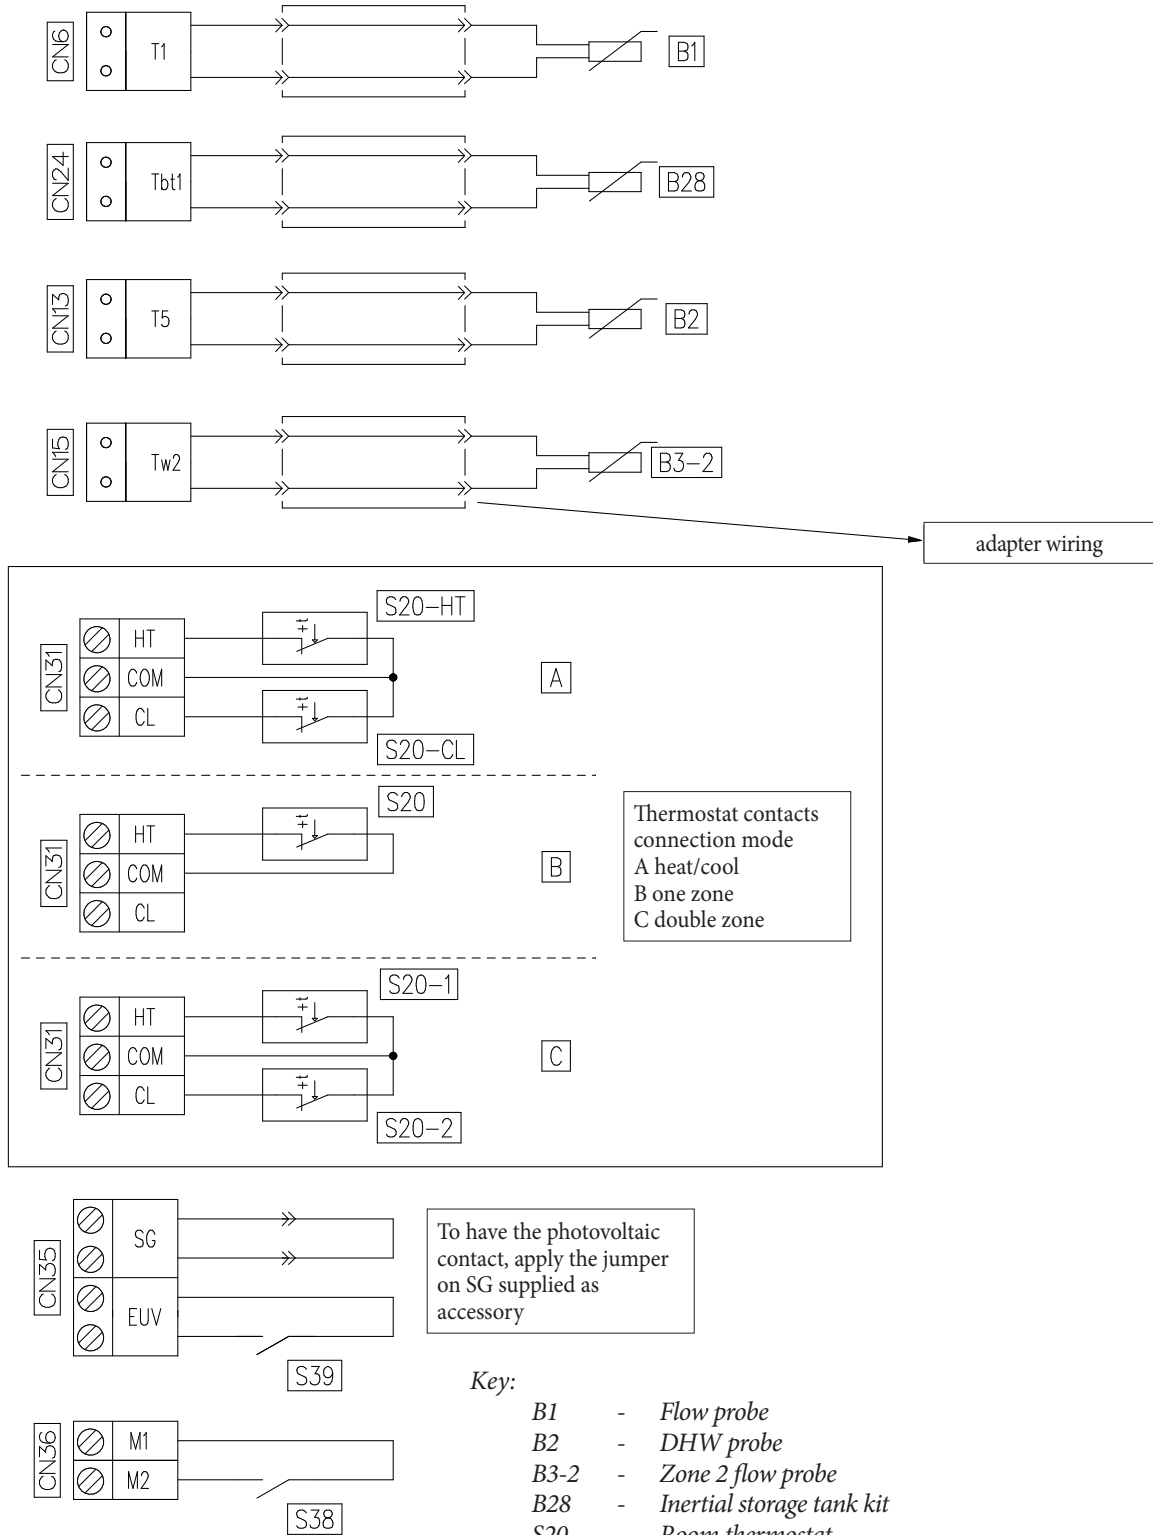 CN6
T1
B1
CN24
Tbt1
B28
CN13
T5
B2
CN15
Tw2
B3-2
adapter wiring
CN31
HT
COM
CL
+t
S20-HT
+t
S20-CL
A
CN31
HT
COM
CL
+t
S20
B
Thermostat contacts
connection mode
A heat/cool
B one zone
C double zone
CN31
HT
COM
CL
+t
S20-1
+t
S20-2
C
CN35
SG
EUV
S39
To have the photovoltaic
contact, apply the jumper
on SG supplied as
accessory
CN36
M1
M2
S38
Key:
B1 - Flow probe
B2 - DHW probe
B3-2 - Zone 2 flow probe
B28 - Inertial storage tank kit
S20 Room thermostat